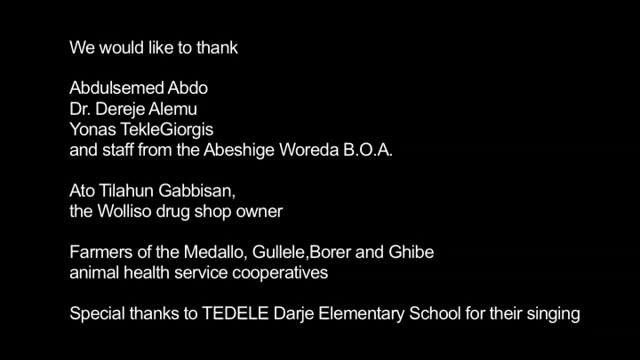 We would like to thank
Abdulsemed Abdo
Dr. Dereje Alemu
Yonas TekleGiorgis
and staff from the Abeshige Woreda B.O.A.
Ato Tilahun Gabbisan,
the Wolliso drug shop owner
Farmers of the Medallo, Gullele,Borer and Ghibe
animal health service cooperatives
Special thanks to TEDELE Darje Elementary School for their singing